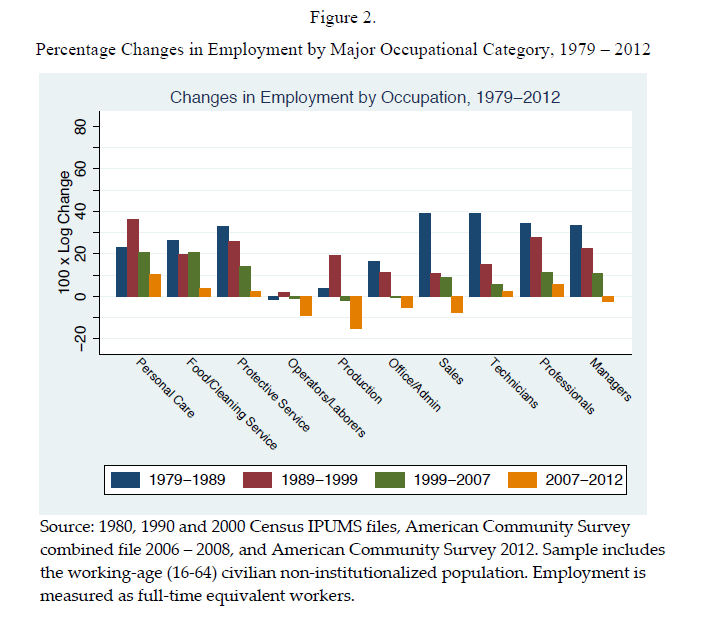 Figure 2.
Percentage Changes in Employment by Major Occupational Category, 1979 – 2012
Changes in Employment by Occupation, 1979–2012
100 x Log Change
80
60
40
20
0
−20
Personal Care
Food/Cleaning Service
Protective Service
Operators/Laborers
Production
Office/Admin
Sales
Technicians
Professionals
Managers
1979–1989 1989–1999 1999–2007 2007–2012
Source: 1980, 1990 and 2000 Census IPUMS files, American Community Survey
combined file 2006 – 2008, and American Community Survey 2012. Sample includes
the working-age (16-64) civilian non-institutionalized population. Employment is
measured as full-time equivalent workers.